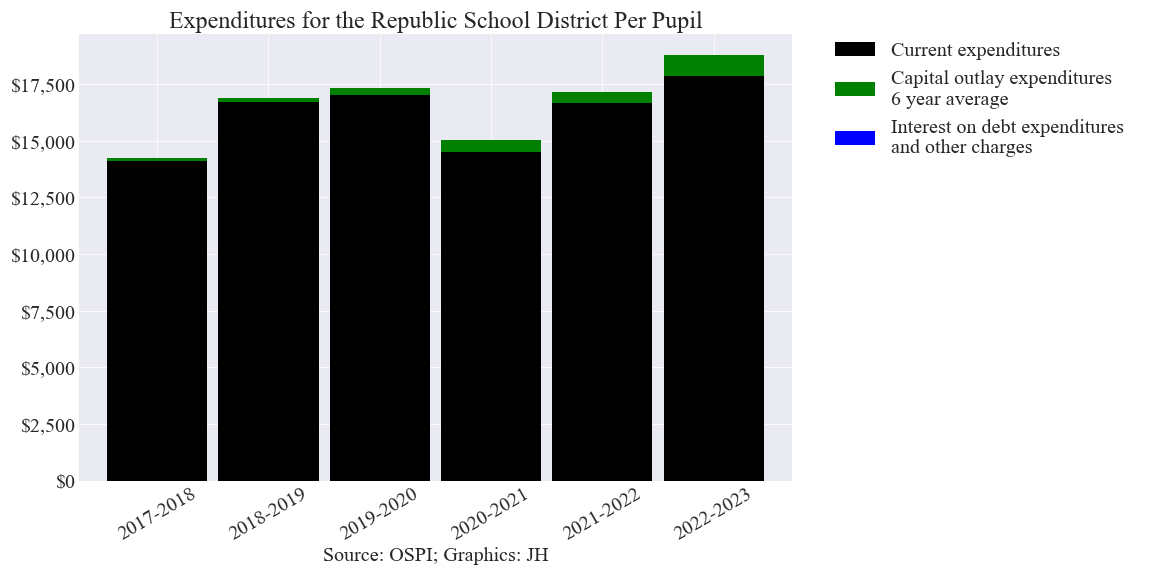 Expenditures for the Republic School District Per Pupil
Current expenditures
Capital outlay expenditures
6 year average
Interest on debt expenditures
and other charges
$17,500
$15,000
$12,500
$10,000
$7,500
$5,000
$2,500
$0
2017-2018
2018-2019
2019-2020
2020-2021
2021-2022
2022-2023
Source: OSPI; Graphics: JH